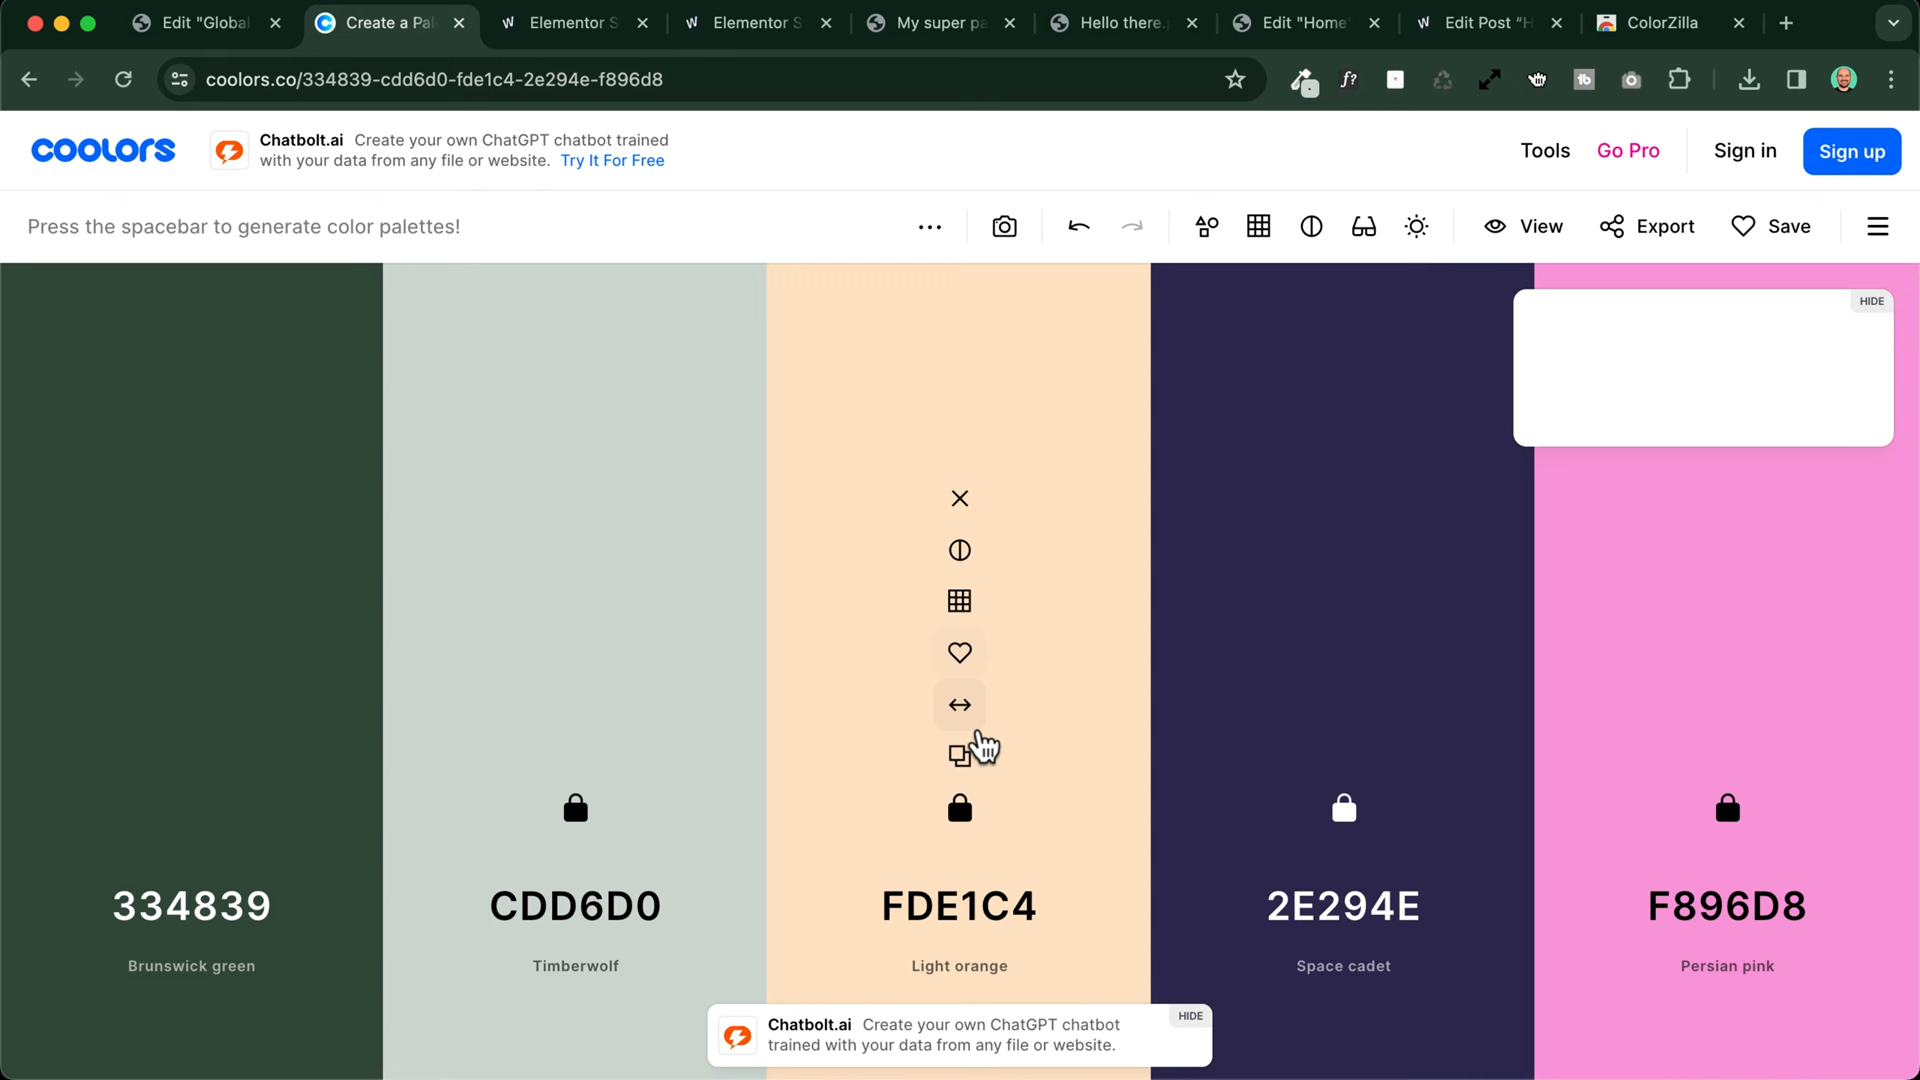 Edit "Global
Create a Pal
Elementor S
Elementor S
My super pa
Hello there.
Edit "Home"
Edit Post "H
ColorZilla
coolors.co/334839-cdd6d0-fde1c4-2e294e-f896d8
f?
tb
coolors
Chatbolt.ai Create your own ChatGPT chatbot trained
with your data from any file or website. Try It For Free
Tools
Go Pro
Sign in
Sign up
Press the spacebar to generate color palettes!
View
Export
Save
HIDE
334839
CDD6D0
FDE1C4
2E294E
F896D8
Brunswick green
Timberwolf
Light orange
Space cadet
Persian pink
Chatbolt.ai Create your own ChatGPT chatbot
trained with your data from any file or website.
HIDE